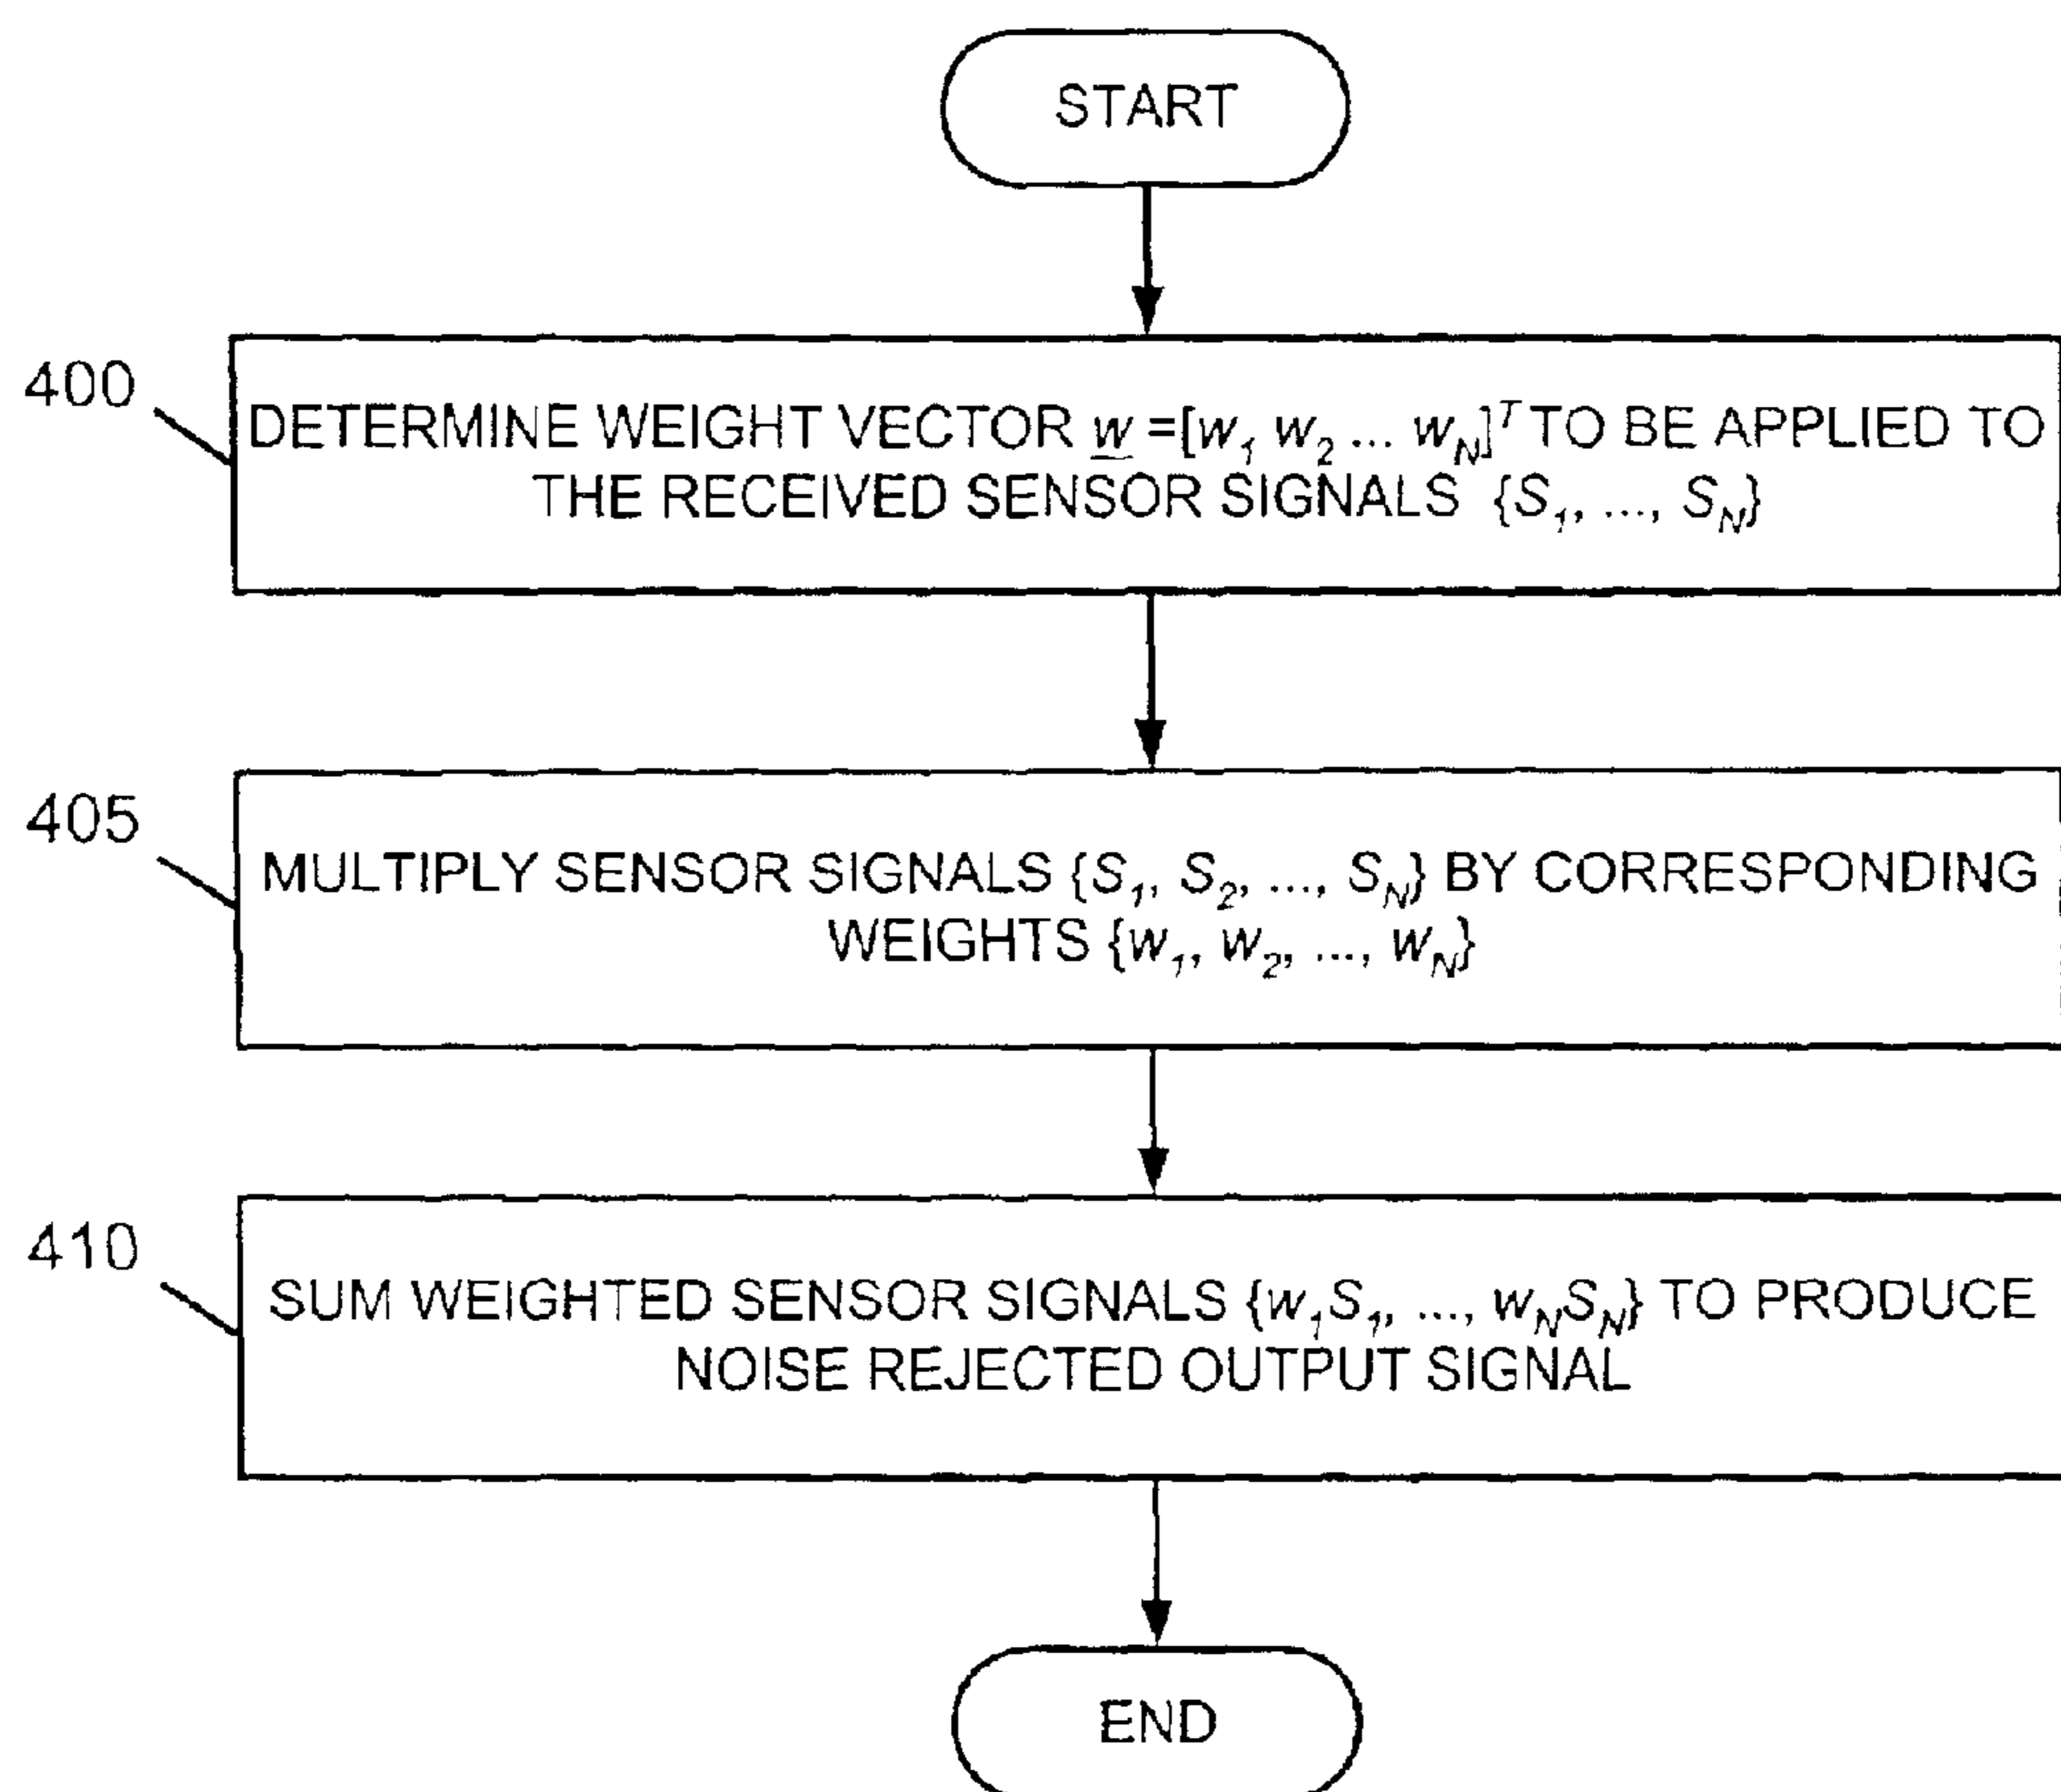 START
400
DETERMINE WEIGHT VECTOR w =[w1 w2 ... wN]T TO BE APPLIED TO
THE RECEIVED SENSOR SIGNALS {S1, ..., SN}
405
MULTIPLY SENSOR SIGNALS {S1, S2, ..., SN} BY CORRESPONDING
WEIGHTS {w1, w2, ..., wN}
410
SUM WEIGHTED SENSOR SIGNALS {w1S1, ..., wNSN} TO PRODUCE
NOISE REJECTED OUTPUT SIGNAL
END